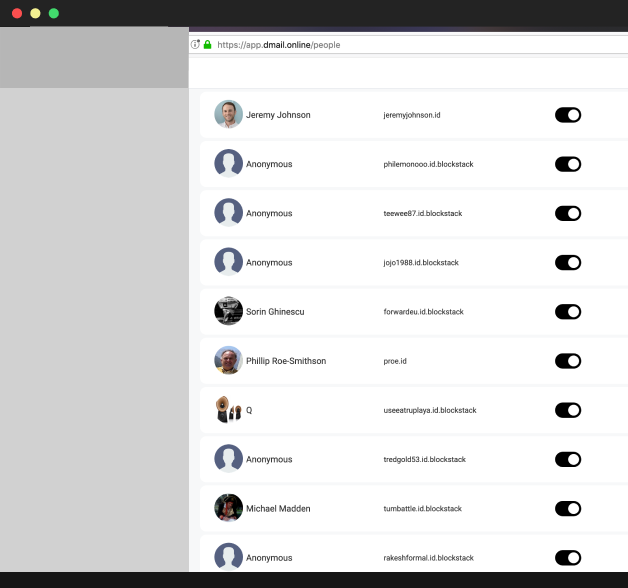 https://app.dmail.online/people
Jeremy Johnson jeremyjohnson.id
Anonymous philemonooo.id.blockstack
Anonymous teewee87.id.blockstack
Anonymous jojo1988.id.blockstack
Sorin Ghinescu forwardeu.id.blockstack
Phillip Roe-Smithson proe.id
Q useeatruplaya.id.blockstack
Anonymous tredgold53.id.blockstack
Michael Madden tumbattle.id.blockstack
Anonymous rakeshformal.id.blockstack